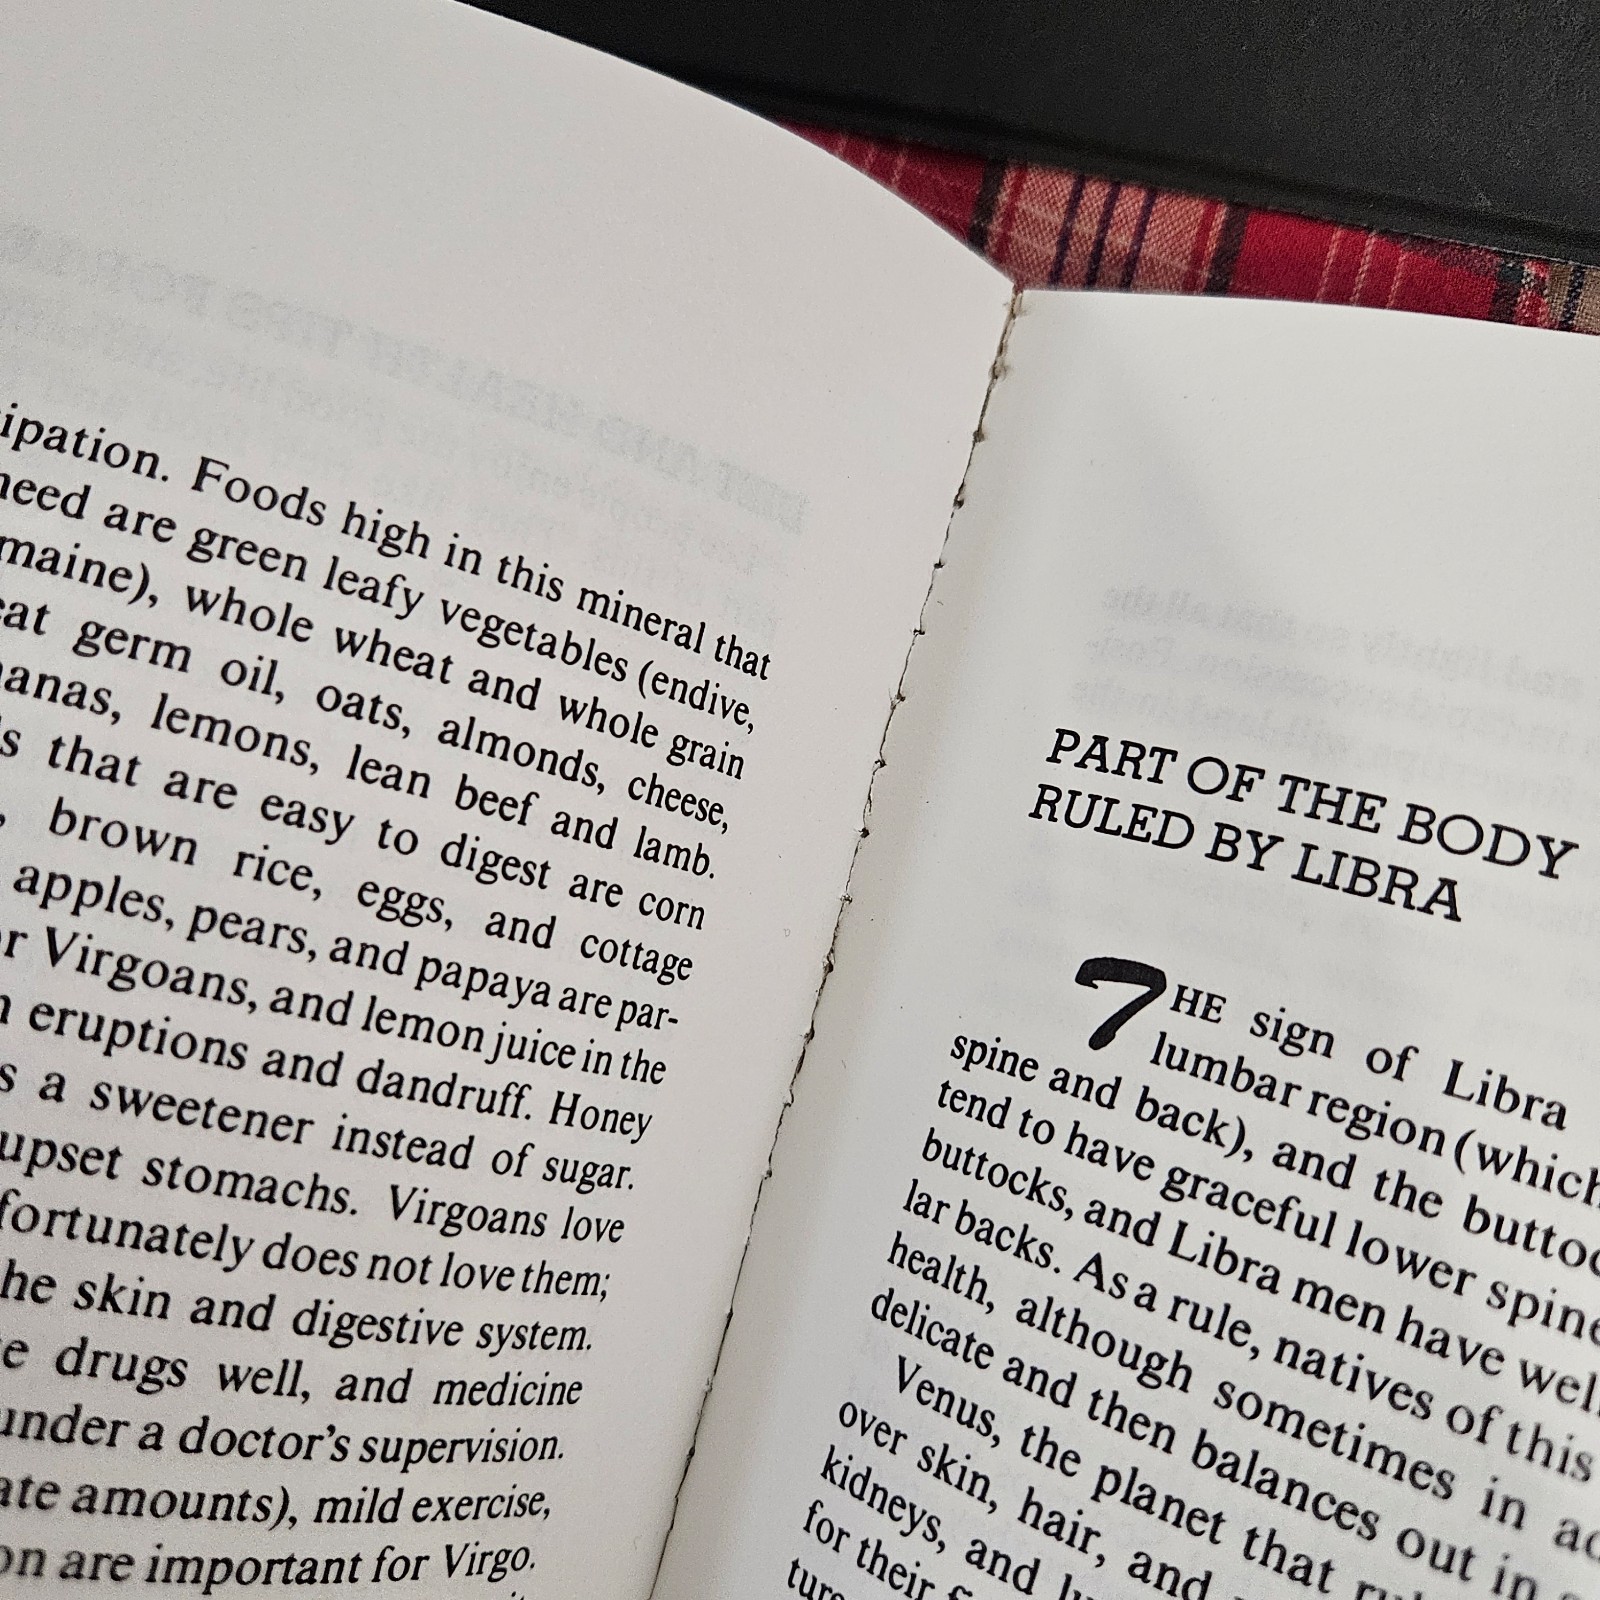 ipation. Foods high in this mineral that
need are green leafy vegetables (endive,
maine), whole wheat and whole grain
eat germ oil, oats, almonds, cheese,
nanas, lemons, lean beef and lamb.
s that are easy to digest are corn
, brown rice, eggs, and cottage
apples, pears, and papaya are par-
or Virgoans, and lemon juice in the
n eruptions and dandruff. Honey
s a sweetener instead of sugar.
upset stomachs. Virgoans love
fortunately does not love them;
he skin and digestive system.
e drugs well, and medicine
under a doctor's supervision.
ate amounts), mild exercise,
on are important for Virgo.
PART OF THE BODY
RULED BY LIBRA
THE sign of Libra
lumbar region (which
spine and back), and the buttoc
tend to have graceful lower spine
buttocks, and Libra men have well
lar backs. As a rule, natives of this
health, although sometimes in ad
delicate and then balances out in
Venus, the planet that
over skin, hair, and
kidneys, and
for their
ture